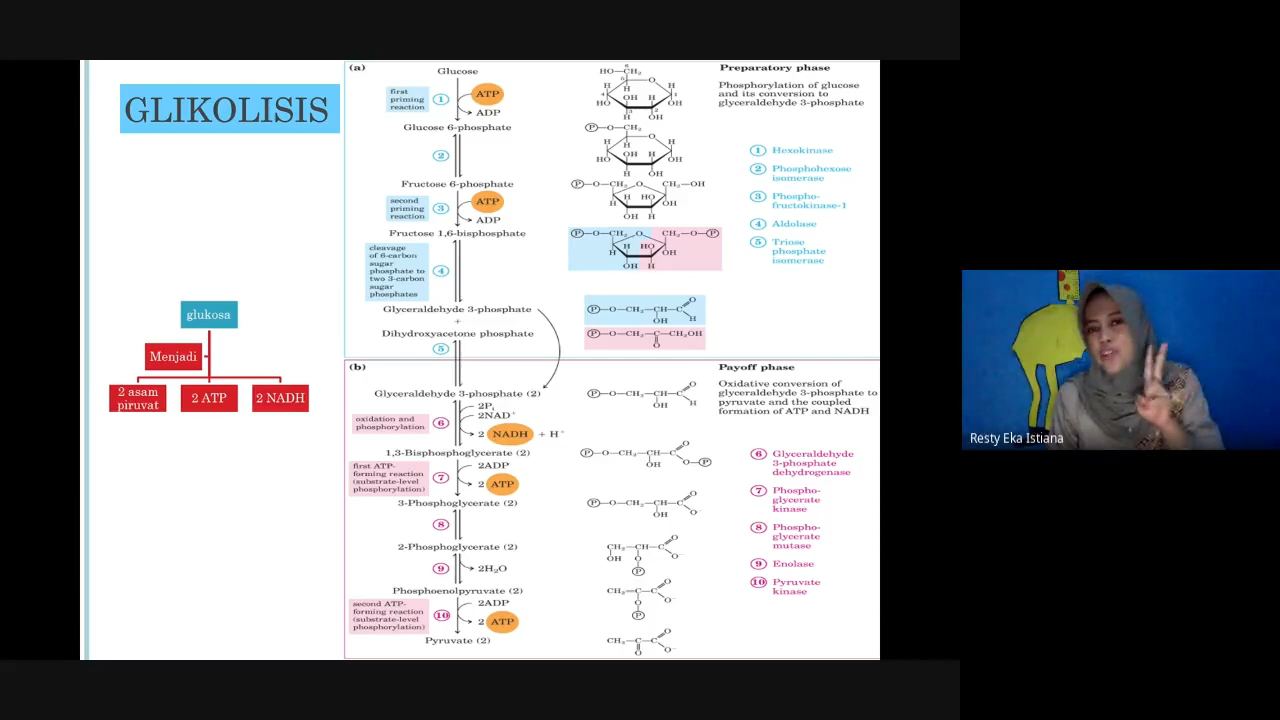 GLIKOLISIS
glukosa
Menjadi
2 asam
piruvat
2 ATP
2 NADH
(a)
Glucose
first
priming
reaction
1
ATP
ADP
Glucose 6-phosphate
2
Fructose 6-phosphate
second
priming
reaction
3
ATP
ADP
Fructose 1,6-bisphosphate
cleavage
of 6-carbon
sugar
phosphate to
two 3-carbon
sugar
phosphates
4
Glyceraldehyde 3-phosphate
+
Dihydroxyacetone phosphate
5
Preparatory phase
Phosphorylation of glucose
and its conversion to
glyceraldehyde 3-phosphate
1 Hexokinase
2 Phosphohexose
isomerase
3 Phospho-
fructokinase-1
4 Aldolase
5 Triose
phosphate
isomerase
(b)
Glyceraldehyde 3-phosphate (2)
oxidation and
phosphorylation
6
2Pi
2NAD+
2 NADH + H+
1,3-Bisphosphoglycerate (2)
first ATP-
forming reaction
(substrate-level
phosphorylation)
7
2ADP
2 ATP
3-Phosphoglycerate (2)
8
2-Phosphoglycerate (2)
9
2H2O
Phosphoenolpyruvate (2)
second ATP-
forming reaction
(substrate-level
phosphorylation)
10
2ADP
2 ATP
Pyruvate (2)
Payoff phase
Oxidative conversion of
glyceraldehyde 3-phosphate to
pyruvate and the coupled
formation of ATP and NADH
6 Glyceraldehyde
3-phosphate
dehydrogenase
7 Phospho-
glycerate
kinase
8 Phospho-
glycerate
mutase
9 Enolase
10 Pyruvate
kinase
Resty Eka Istiana